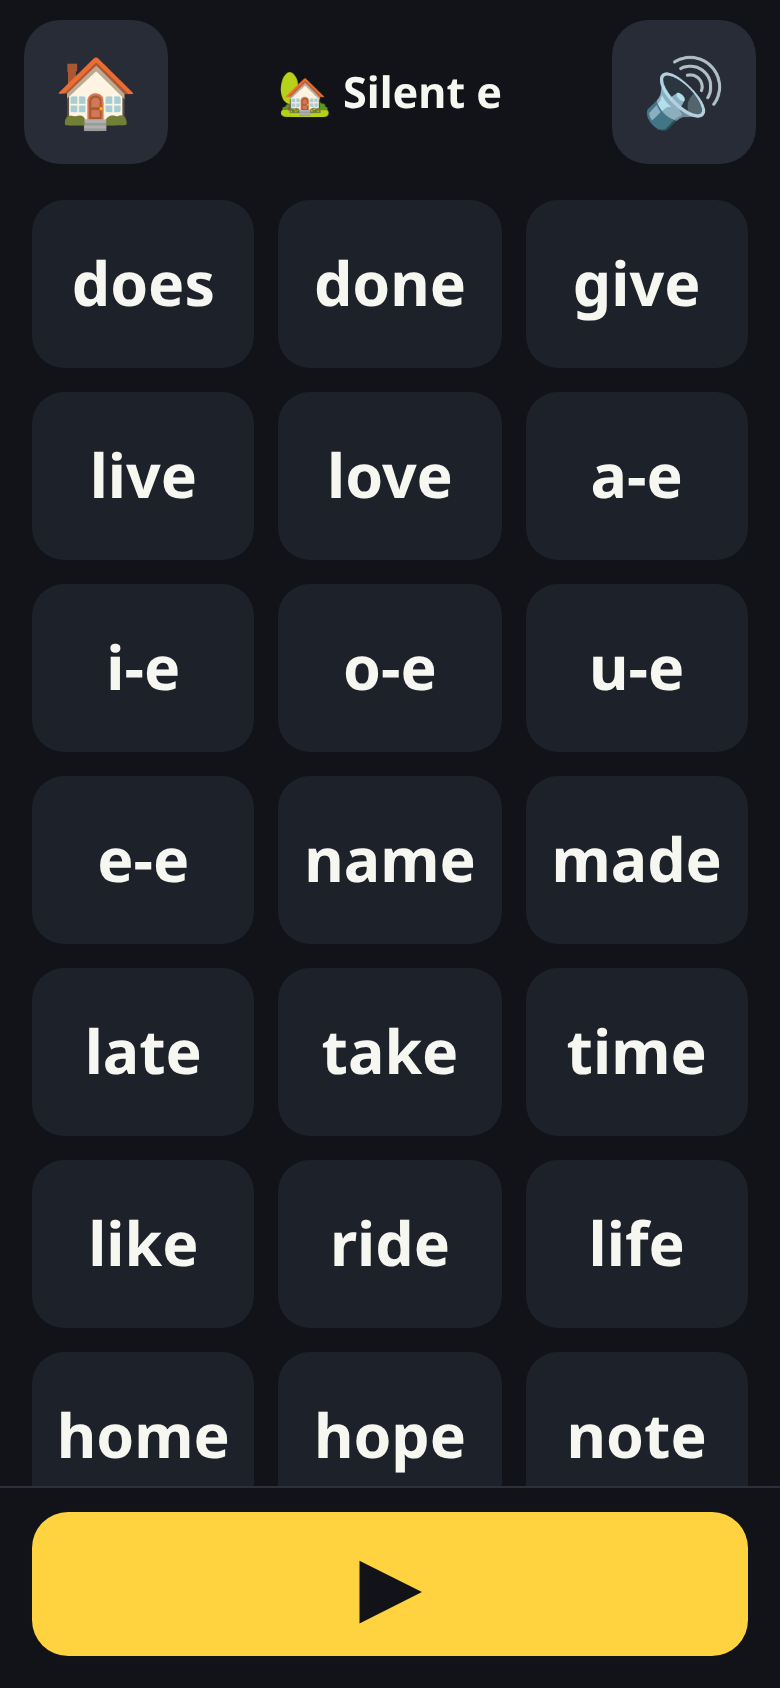 Silent e
does done give
live love a-e
i-e o-e u-e
e-e name made
late take time
like ride life
home hope note